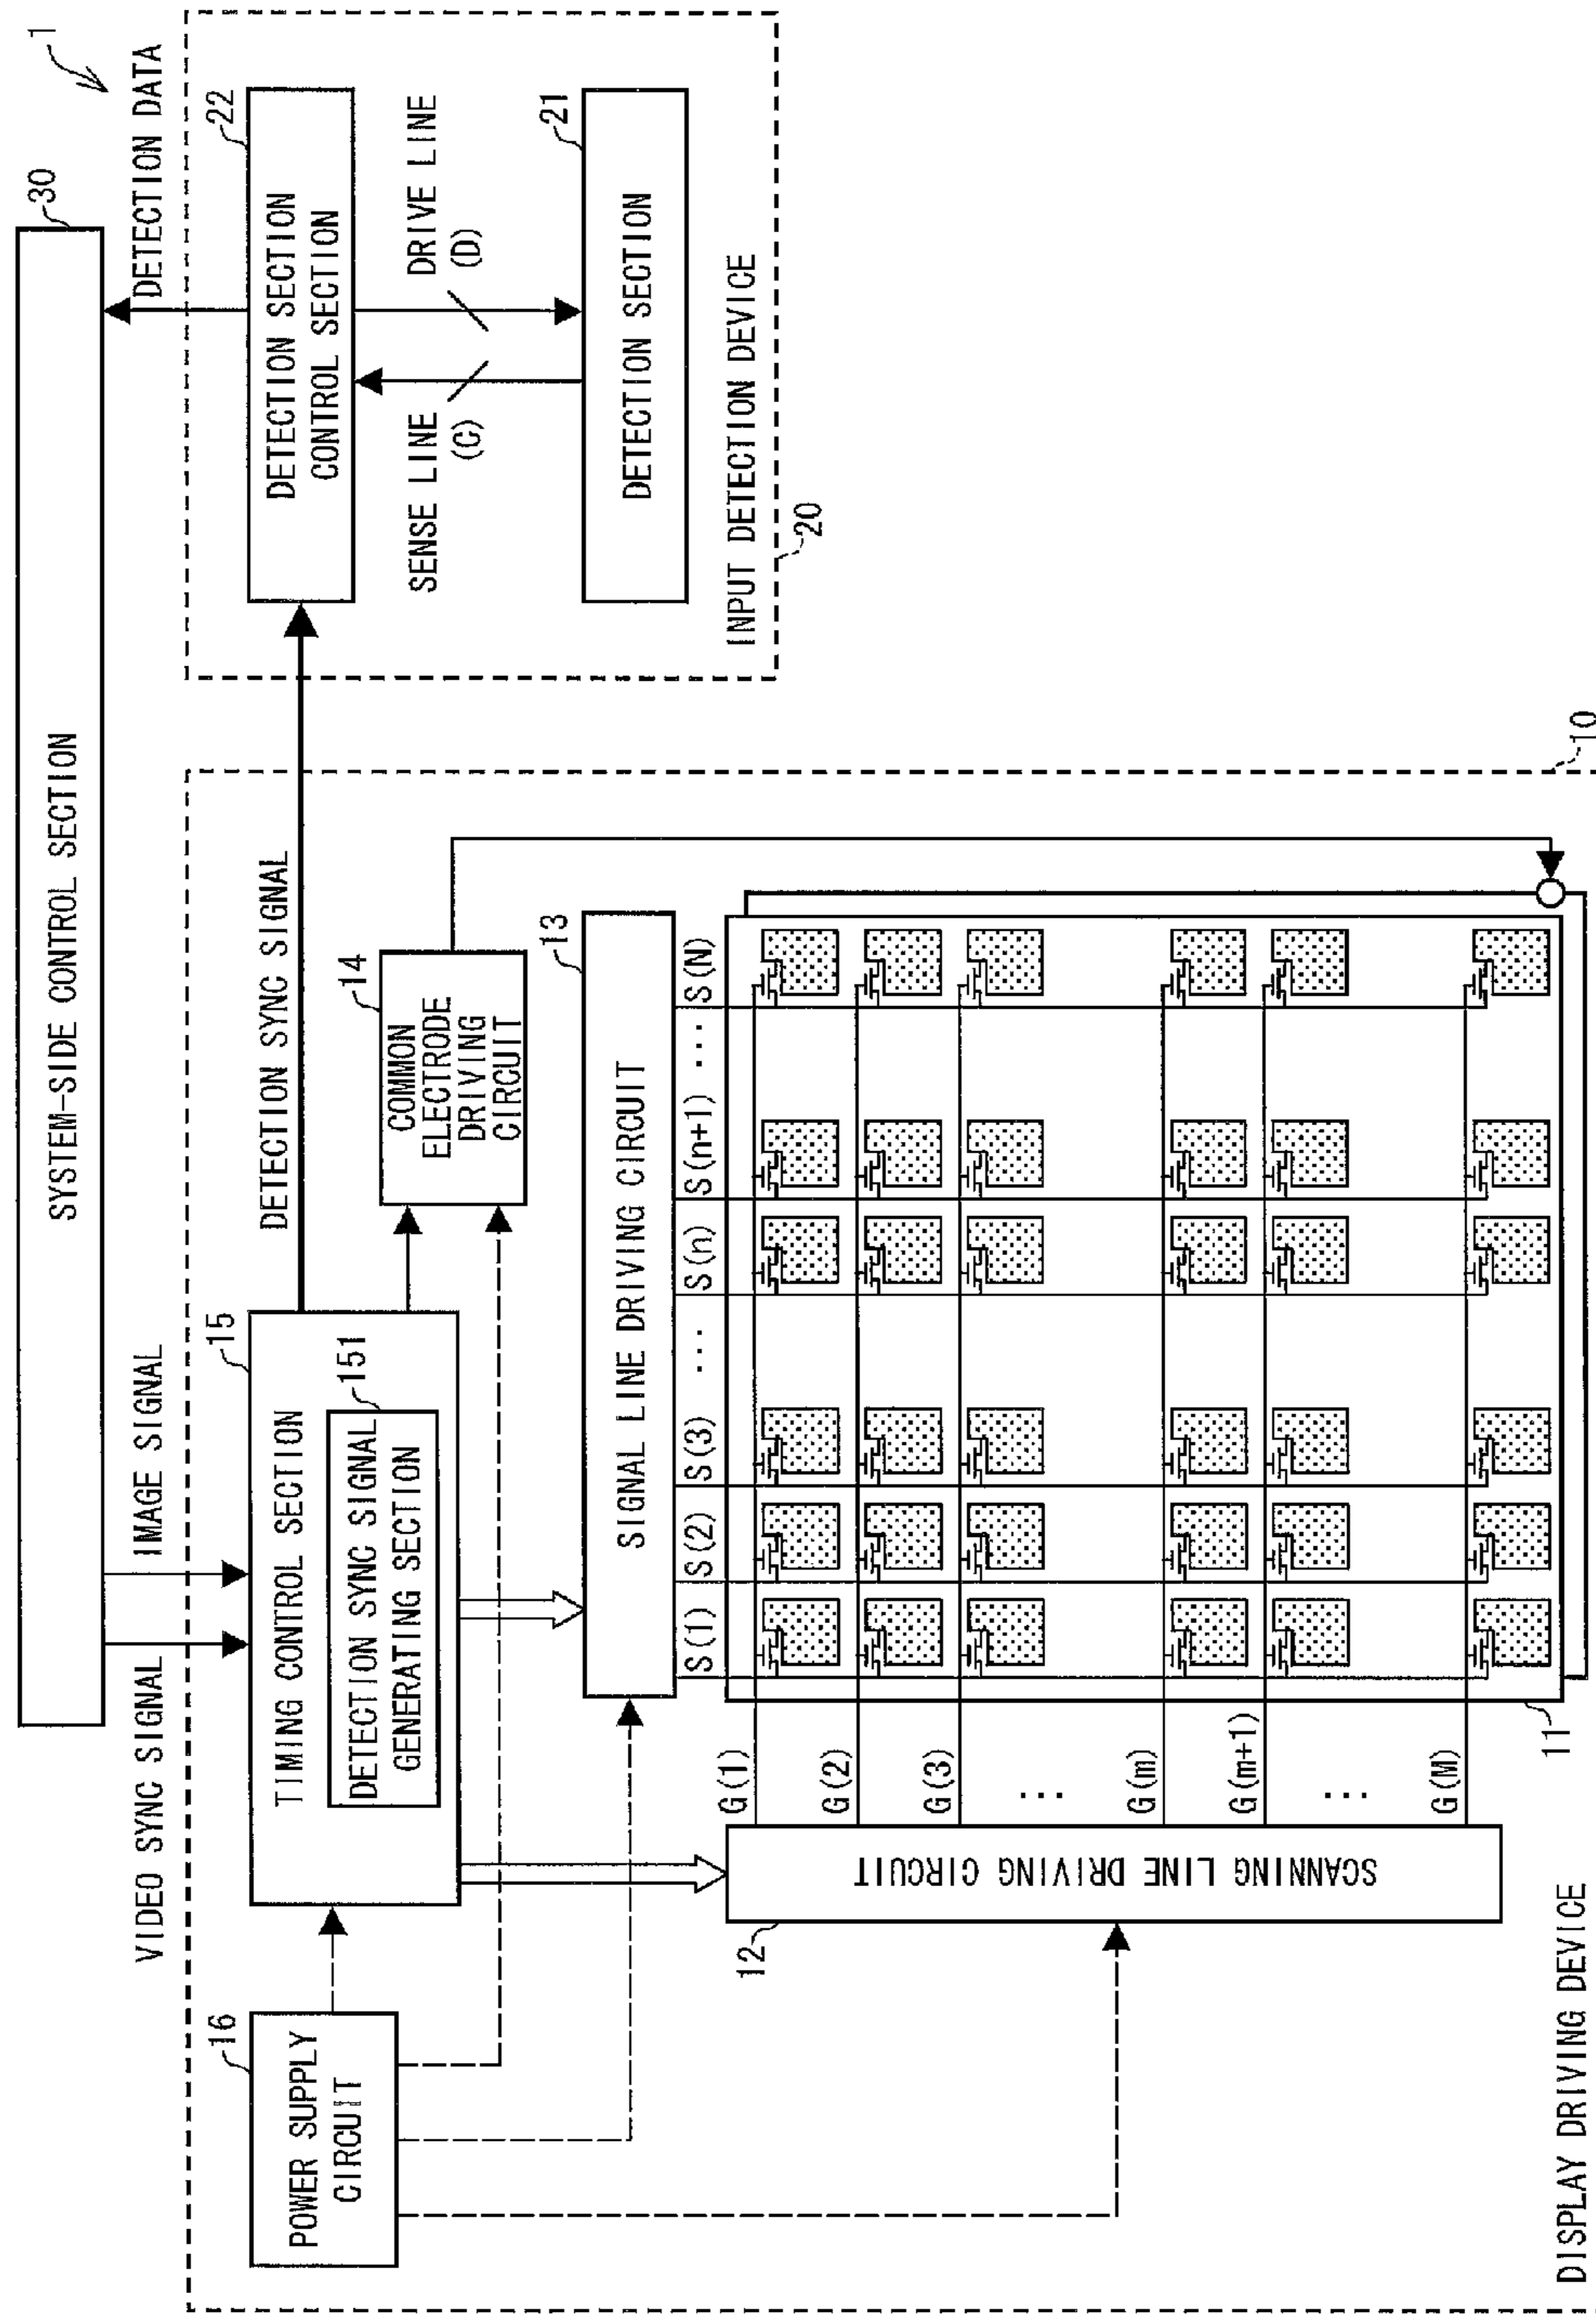 1
30
SYSTEM-SIDE CONTROL SECTION
VIDEO SYNC SIGNAL
IMAGE SIGNAL
DETECTION DATA
16
POWER SUPPLY
CIRCUIT
15
TIMING CONTROL SECTION
151
DETECTION SYNC SIGNAL
GENERATING SECTION
DETECTION SYNC SIGNAL
14
COMMON
ELECTRODE
DRIVING
CIRCUIT
22
DETECTION SECTION
CONTROL SECTION
SENSE LINE
(C)
DRIVE LINE
(D)
21
DETECTION SECTION
INPUT DETECTION DEVICE
20
13
SIGNAL LINE DRIVING CIRCUIT
S(1) S(2) S(3) ... S(n) S(n+1) ... S(N)
12
SCANNING LINE DRIVING CIRCUIT
G(1)
G(2)
G(3)
...
G(m)
G(m+1)
...
G(M)
11
DISPLAY DRIVING DEVICE
10